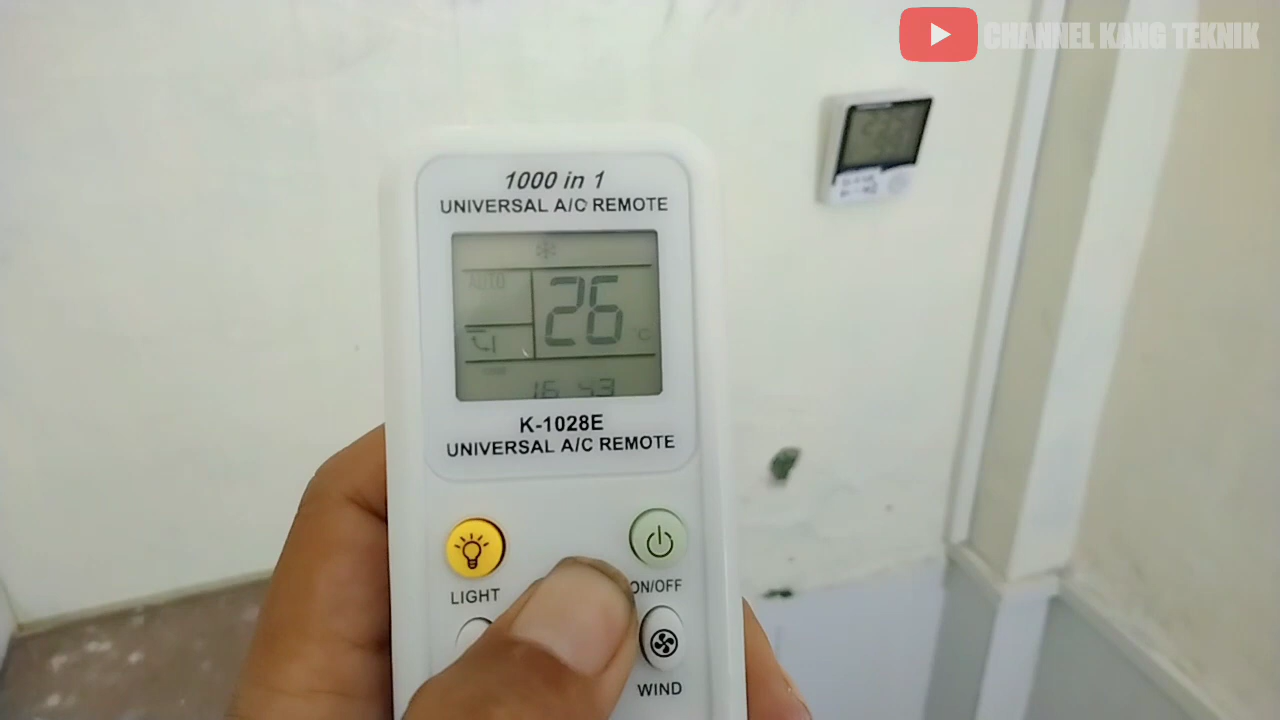 CHANNEL KANG TEKNIK
1000 in 1
UNIVERSAL A/C REMOTE
AUTO
26 °C
16 43
K-1028E
UNIVERSAL A/C REMOTE
LIGHT
ON/OFF
WIND